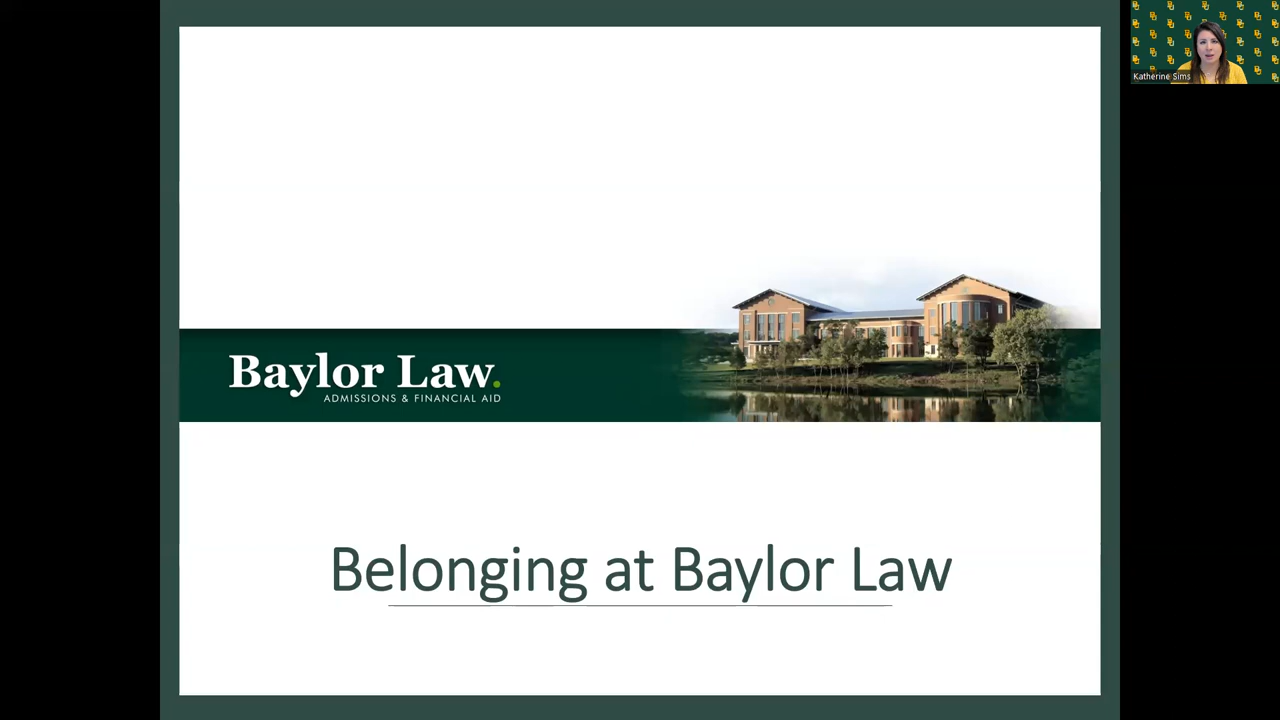 Katherine Sims
Baylor Law.
ADMISSIONS & FINANCIAL AID
Belonging at Baylor Law